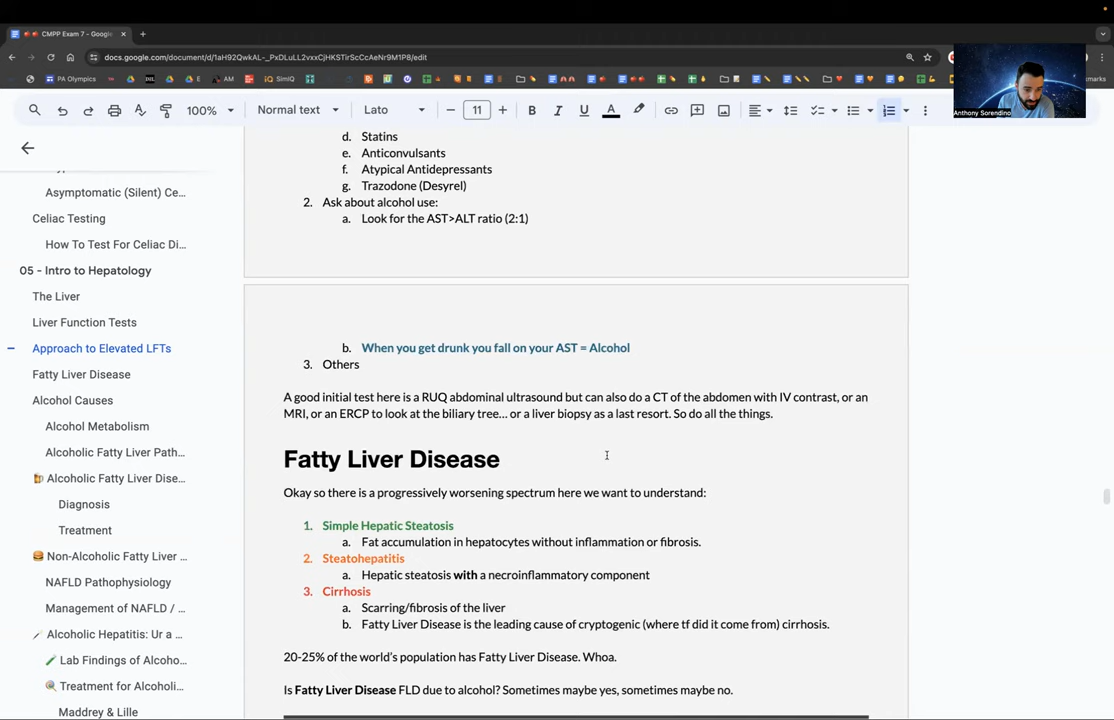 CMPP Exam 7 - Google
docs.google.com/document/d/1aH92QwkAL-_PxDLuLL2vxxCjHKSTirScCcAeNr9M1P8/edit
PA Olympics
DXL
E
AM
IQ
SimIQ
Anthony Sorendino
100%
Normal text
Lato
11
Asymptomatic (Silent) Ce...
Celiac Testing
How To Test For Celiac Di...
05 - Intro to Hepatology
The Liver
Liver Function Tests
Approach to Elevated LFTs
Fatty Liver Disease
Alcohol Causes
Alcohol Metabolism
Alcoholic Fatty Liver Path...
Alcoholic Fatty Liver Dise...
Diagnosis
Treatment
Non-Alcoholic Fatty Liver ...
NAFLD Pathophysiology
Management of NAFLD / ...
Alcoholic Hepatitis: Ur a ...
Lab Findings of Alcoho...
Treatment for Alcoholi...
Maddrey & Lille
d. Statins
e. Anticonvulsants
f. Atypical Antidepressants
g. Trazodone (Desyrel)
2. Ask about alcohol use:
a. Look for the AST>ALT ratio (2:1)
b. When you get drunk you fall on your AST = Alcohol
3. Others
A good initial test here is a RUQ abdominal ultrasound but can also do a CT of the abdomen with IV contrast, or an
MRI, or an ERCP to look at the biliary tree... or a liver biopsy as a last resort. So do all the things.
Fatty Liver Disease
Okay so there is a progressively worsening spectrum here we want to understand:
1. Simple Hepatic Steatosis
a. Fat accumulation in hepatocytes without inflammation or fibrosis.
2. Steatohepatitis
a. Hepatic steatosis with a necroinflammatory component
3. Cirrhosis
a. Scarring/fibrosis of the liver
b. Fatty Liver Disease is the leading cause of cryptogenic (where tf did it come from) cirrhosis.
20-25% of the world's population has Fatty Liver Disease. Whoa.
Is Fatty Liver Disease FLD due to alcohol? Sometimes maybe yes, sometimes maybe no.